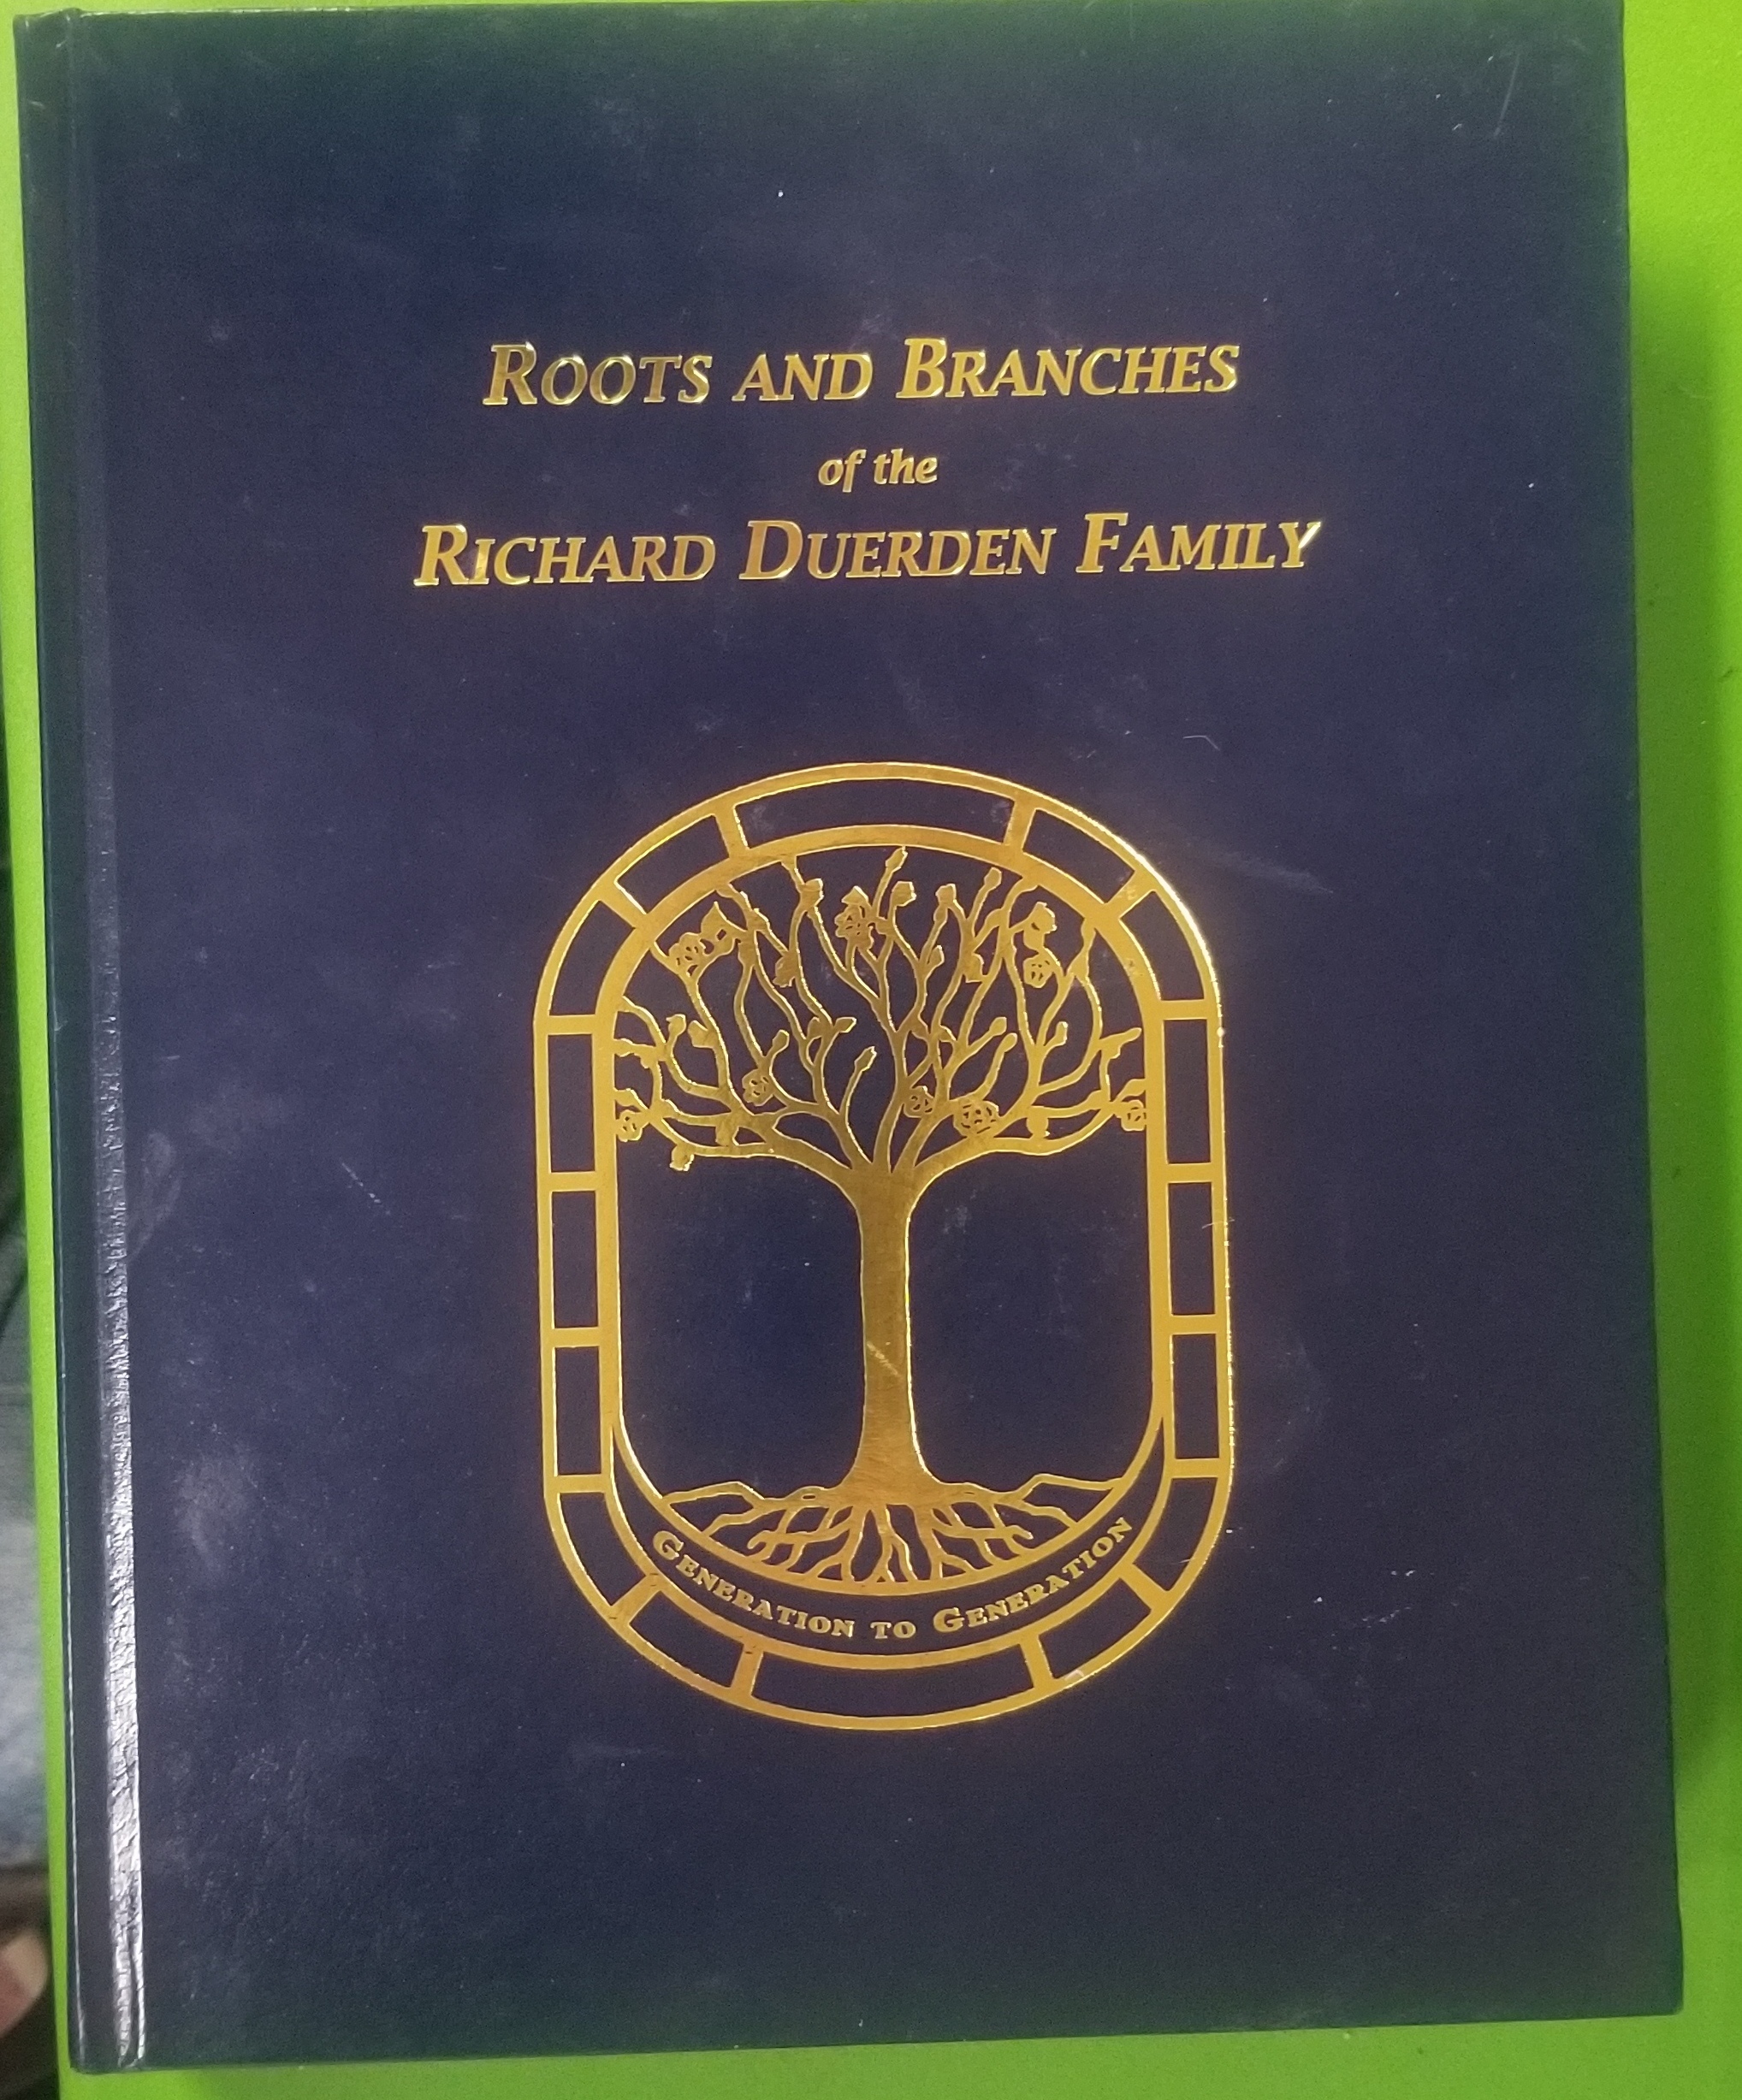 Roots and Branches
of the
Richard Duerden Family
Generation to Generation